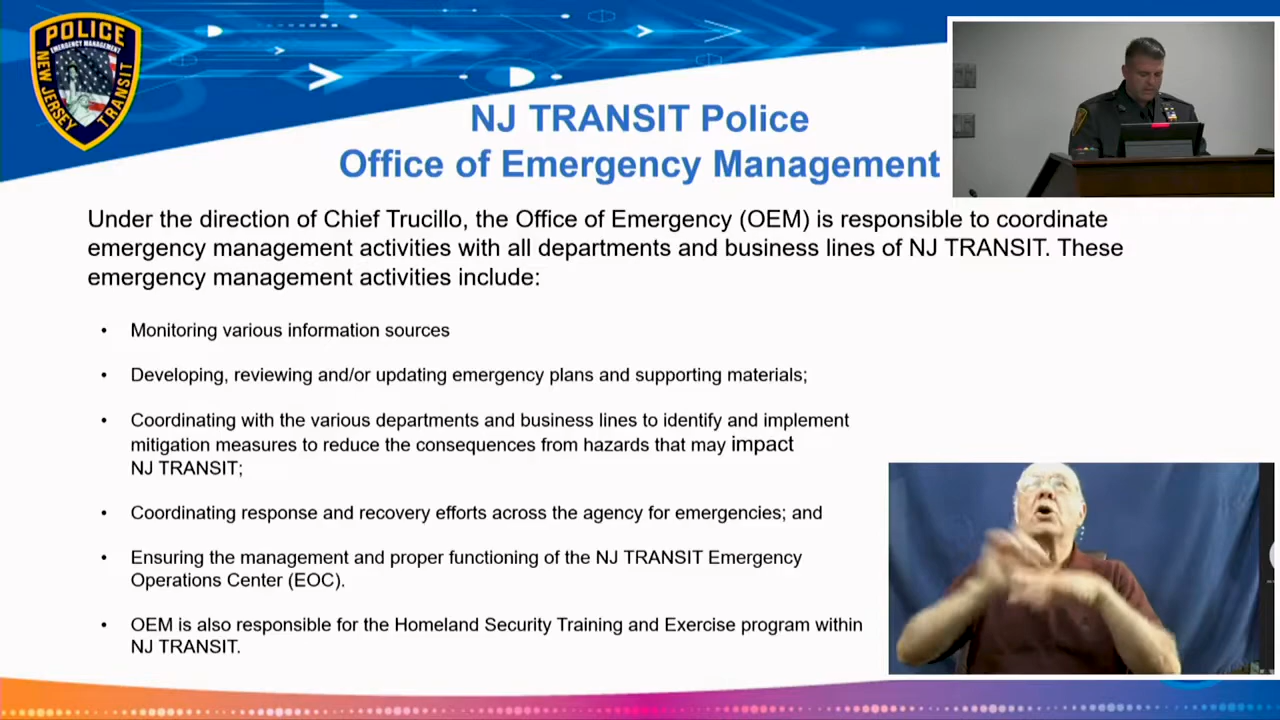 POLICE
EMERGENCY MANAGEMENT
NEW JERSEY
TRANSIT
NJ TRANSIT Police
Office of Emergency Management
Under the direction of Chief Trucillo, the Office of Emergency (OEM) is responsible to coordinate
emergency management activities with all departments and business lines of NJ TRANSIT. These
emergency management activities include:
• Monitoring various information sources
• Developing, reviewing and/or updating emergency plans and supporting materials;
• Coordinating with the various departments and business lines to identify and implement
mitigation measures to reduce the consequences from hazards that may impact
NJ TRANSIT;
• Coordinating response and recovery efforts across the agency for emergencies; and
• Ensuring the management and proper functioning of the NJ TRANSIT Emergency
Operations Center (EOC).
• OEM is also responsible for the Homeland Security Training and Exercise program within
NJ TRANSIT.